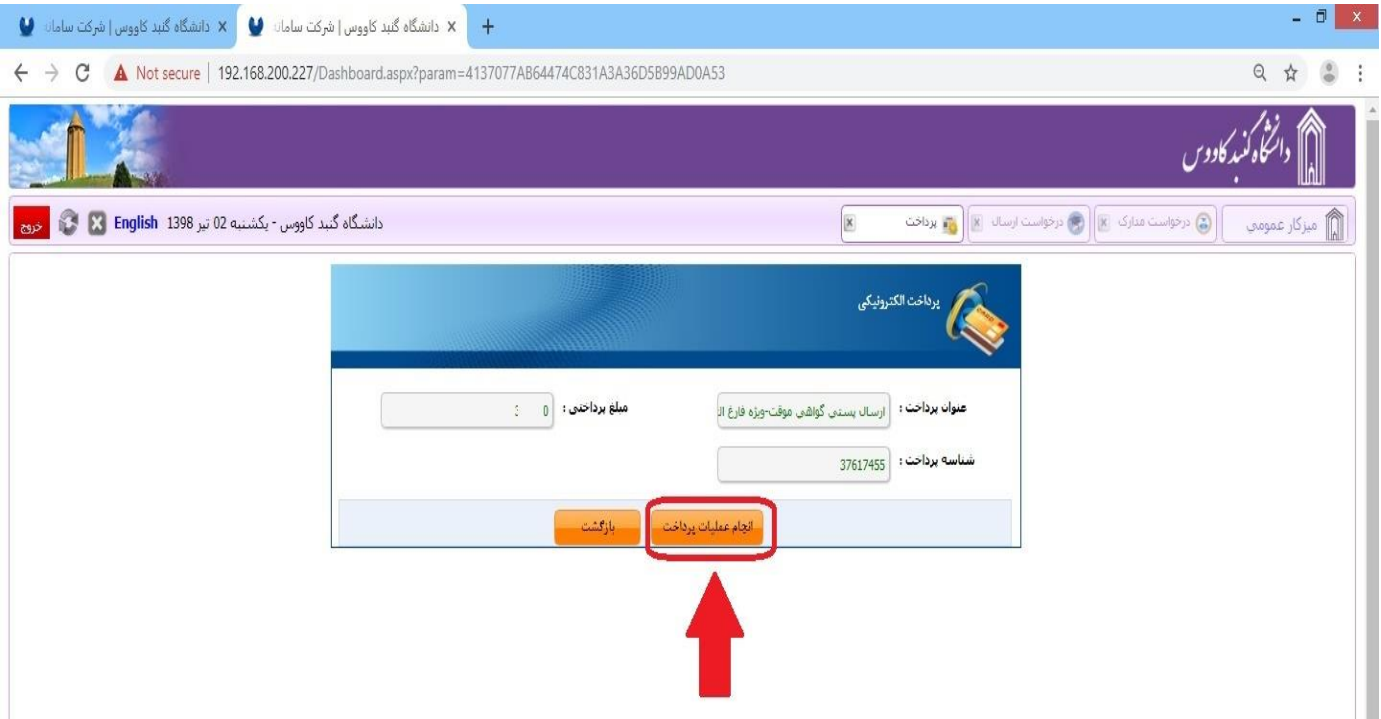 دانشگاه گنبد کاووس | شرکت سامان
دانشگاه گنبد کاووس | شرکت سامان
Not secure | 192.168.200.227/Dashboard.aspx?param=4137077AB64474C831A3A36D5B99AD0A53
دانشگاه گنبد کاووس
میزکار عمومی
درخواست مدارک
درخواست ارسال
پرداخت
دانشگاه گنبد کاووس - یکشنبه 02 تیر 1398 English
خروج
پرداخت الکترونیکی
عنوان پرداخت : ارسال پستی گواهی موقت-ویژه فارغ ال
مبلغ پرداختی : 0
شناسه پرداخت : 37617455
انجام عملیات پرداخت
بازگشت